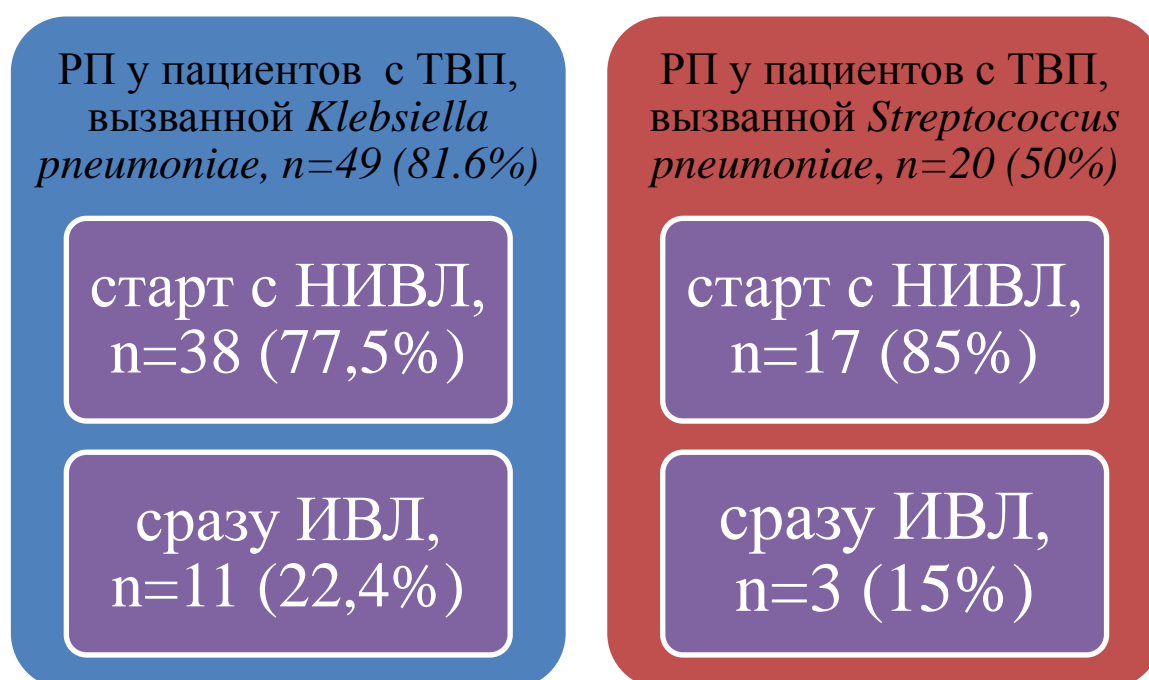 РП у пациентов с ТВП,
вызванной Klebsiella
pneumoniae, n=49 (81.6%)
старт с НИВЛ,
n=38 (77,5%)
сразу ИВЛ,
n=11 (22,4%)
РП у пациентов с ТВП,
вызванной Streptococcus
pneumoniae, n=20 (50%)
старт с НИВЛ,
n=17 (85%)
сразу ИВЛ,
n=3 (15%)